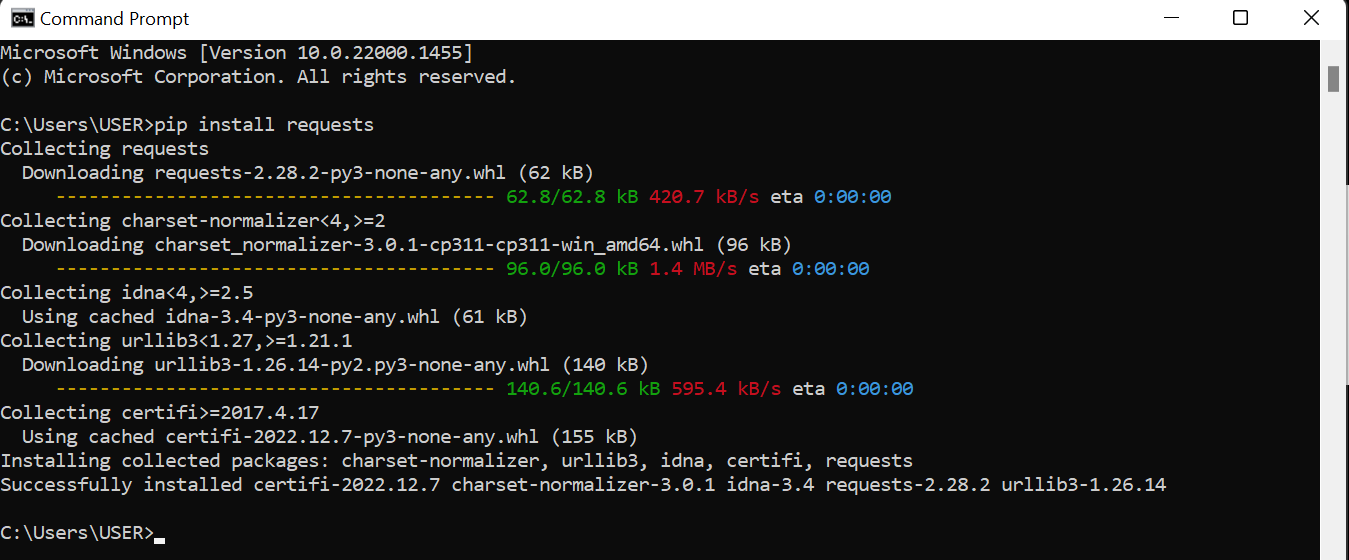 Command Prompt
Microsoft Windows [Version 10.0.22000.1455]
(c) Microsoft Corporation. All rights reserved.
C:\Users\USER>pip install requests
Collecting requests
  Downloading requests-2.28.2-py3-none-any.whl (62 kB)
     ---------------------------------------- 62.8/62.8 kB 420.7 kB/s eta 0:00:00
Collecting charset-normalizer<4,>=2
  Downloading charset_normalizer-3.0.1-cp311-cp311-win_amd64.whl (96 kB)
     ---------------------------------------- 96.0/96.0 kB 1.4 MB/s eta 0:00:00
Collecting idna<4,>=2.5
  Using cached idna-3.4-py3-none-any.whl (61 kB)
Collecting urllib3<1.27,>=1.21.1
  Downloading urllib3-1.26.14-py2.py3-none-any.whl (140 kB)
     ---------------------------------------- 140.6/140.6 kB 595.4 kB/s eta 0:00:00
Collecting certifi>=2017.4.17
  Using cached certifi-2022.12.7-py3-none-any.whl (155 kB)
Installing collected packages: charset-normalizer, urllib3, idna, certifi, requests
Successfully installed certifi-2022.12.7 charset-normalizer-3.0.1 idna-3.4 requests-2.28.2 urllib3-1.26.14
C:\Users\USER>